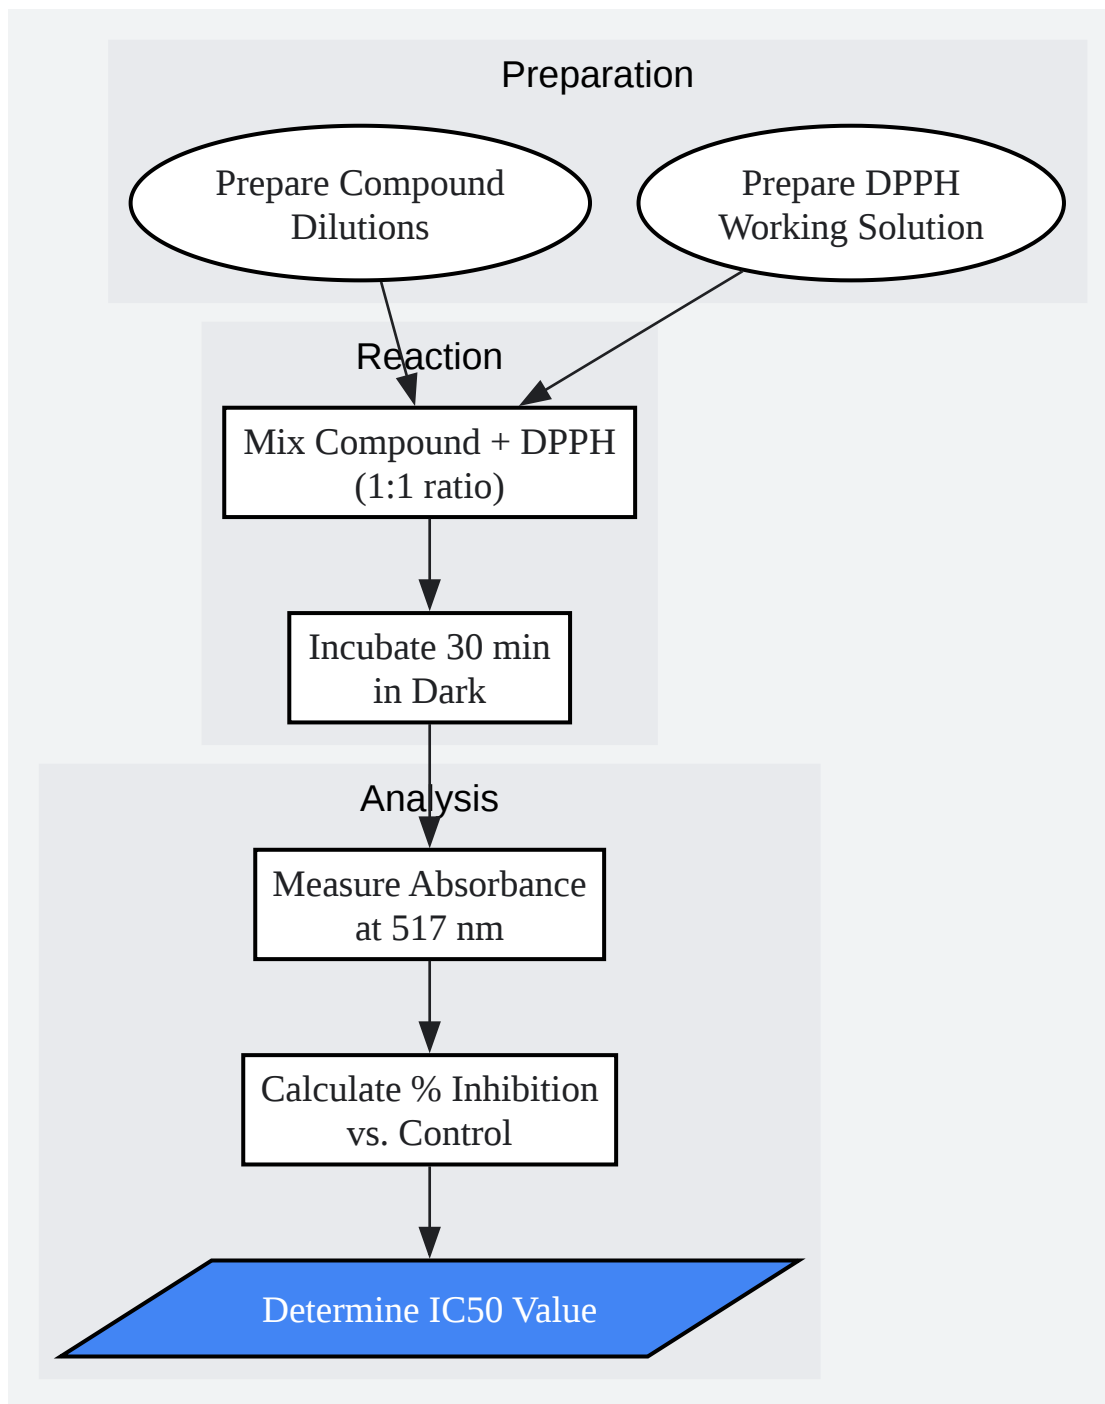 Preparation
Prepare Compound
Dilutions
Prepare DPPH
Working Solution
Reaction
Mix Compound + DPPH
(1:1 ratio)
Incubate 30 min
in Dark
Analysis
Measure Absorbance
at 517 nm
Calculate % Inhibition
vs. Control
Determine IC50 Value